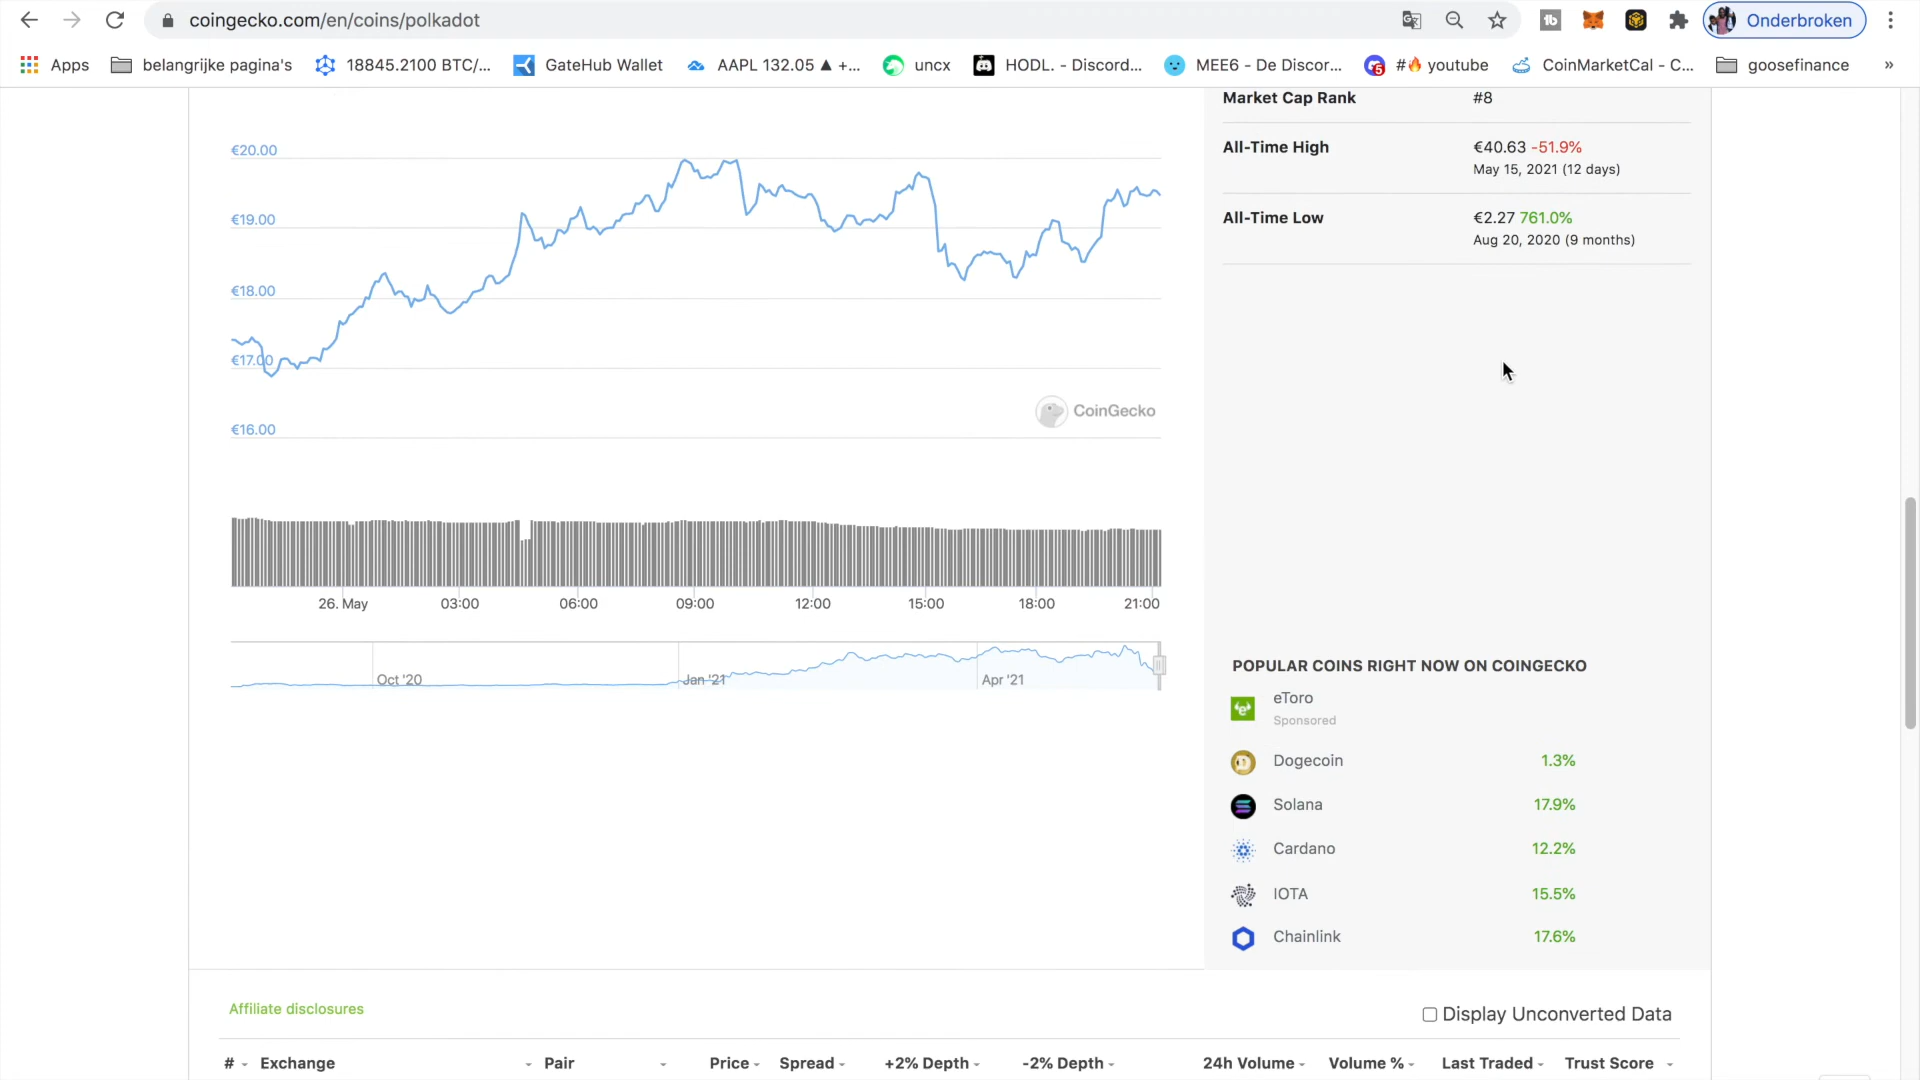 coingecko.com/en/coins/polkadot
Onderbroken
Apps
belangrijke pagina's
18845.2100 BTC/...
GateHub Wallet
AAPL 132.05 ▲ +...
uncx
HODL. - Discord...
MEE6 - De Discor...
5
#🔥 youtube
CoinMarketCal - C...
goosefinance
»
Market Cap Rank #8
All-Time High €40.63 -51.9%
May 15, 2021 (12 days)
All-Time Low €2.27 761.0%
Aug 20, 2020 (9 months)
€20.00
€19.00
€18.00
€17.00
€16.00
CoinGecko
26. May 03:00 06:00 09:00 12:00 15:00 18:00 21:00
Oct '20 Jan '21 Apr '21
POPULAR COINS RIGHT NOW ON COINGECKO
eToro
Sponsored
Dogecoin 1.3%
Solana 17.9%
Cardano 12.2%
IOTA 15.5%
Chainlink 17.6%
Affiliate disclosures
Display Unconverted Data
# Exchange Pair Price Spread +2% Depth -2% Depth 24h Volume Volume % Last Traded Trust Score